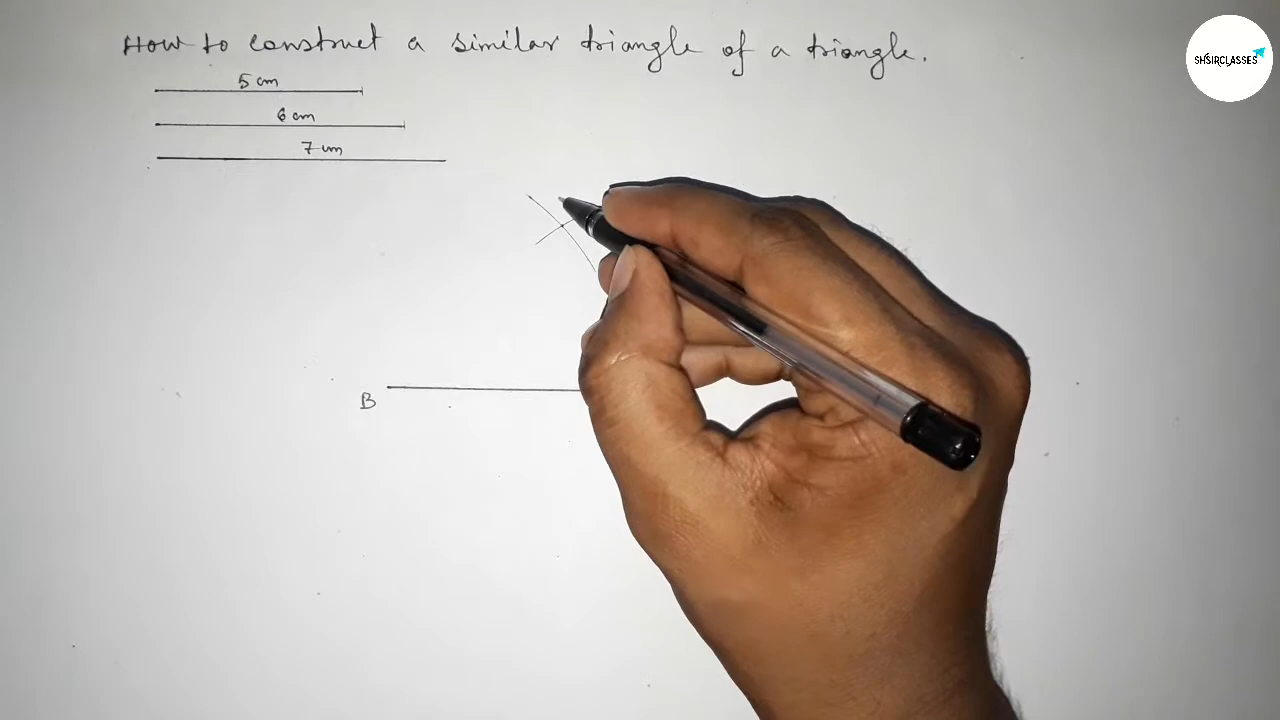 How to construct a similar triangle of a triangle.
5 cm
6 cm
7 cm
B
SHSIRCLASSES